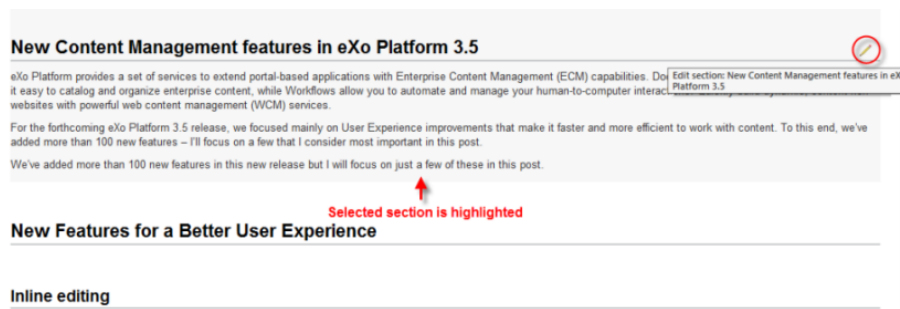 New Content Management features in eXo Platform 3.5
eXo Platform provides a set of services to extend portal-based applications with Enterprise Content Management (ECM) capabilities. Do
Edit section: New Content Management features in eX
Platform 3.5
it easy to catalog and organize enterprise content, while Workflows allow you to automate and manage your human-to-computer interac
websites with powerful web content management (WCM) services.
For the forthcoming eXo Platform 3.5 release, we focused mainly on User Experience improvements that make it faster and more efficient to work with content. To this end, we've
added more than 100 new features – I'll focus on a few that I consider most important in this post.
We've added more than 100 new features in this new release but I will focus on just a few of these in this post.
Selected section is highlighted
New Features for a Better User Experience
Inline editing